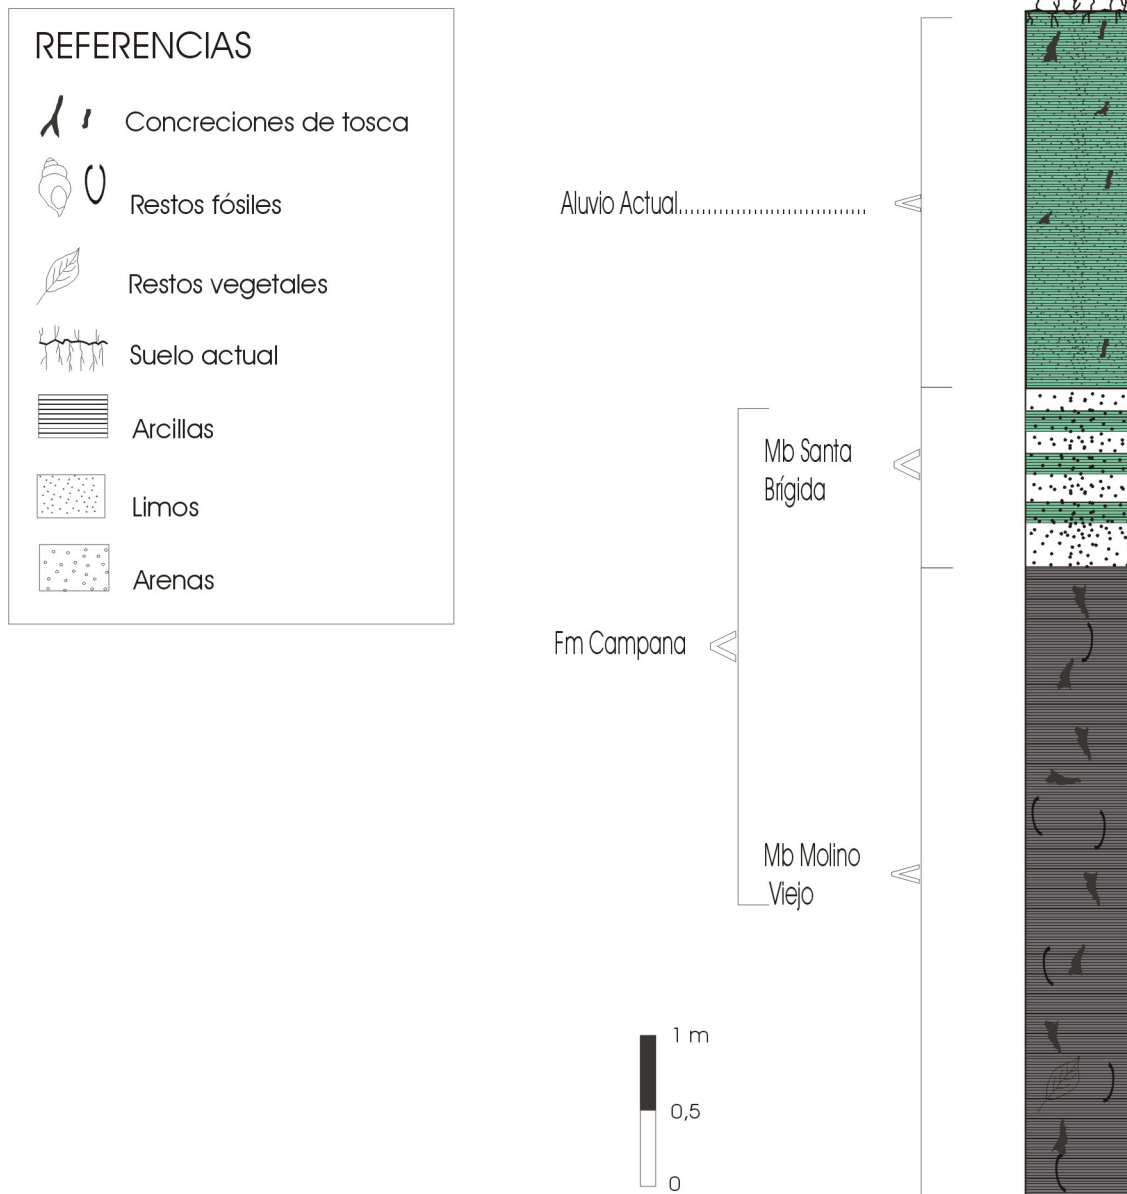 REFERENCIAS
Concreciones de tosca
Restos fósiles
Restos vegetales
Suelo actual
Arcillas
Limos
Arenas
Aluvio Actual................................
Mb Santa
Brígida
Fm Campana
Mb Molino
Viejo
1 m
0,5
0